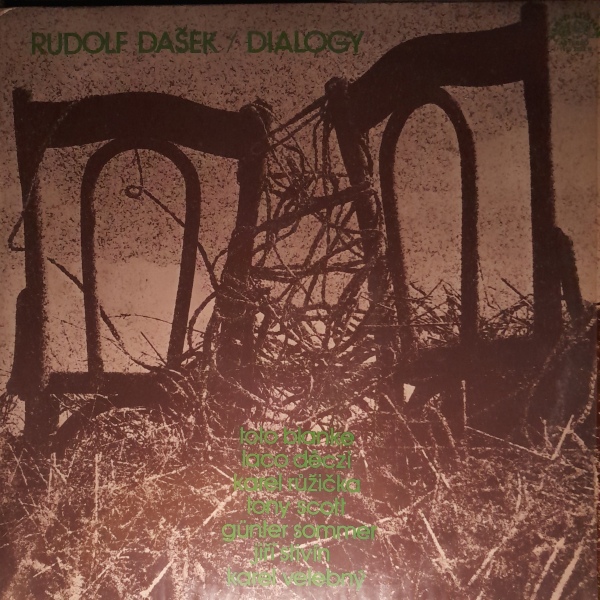 RUDOLF DAŠEK / DIALOGY
toto blanke
laco déczi
karel růžička
tony scott
günter sommer
jiří stivín
karel velebný